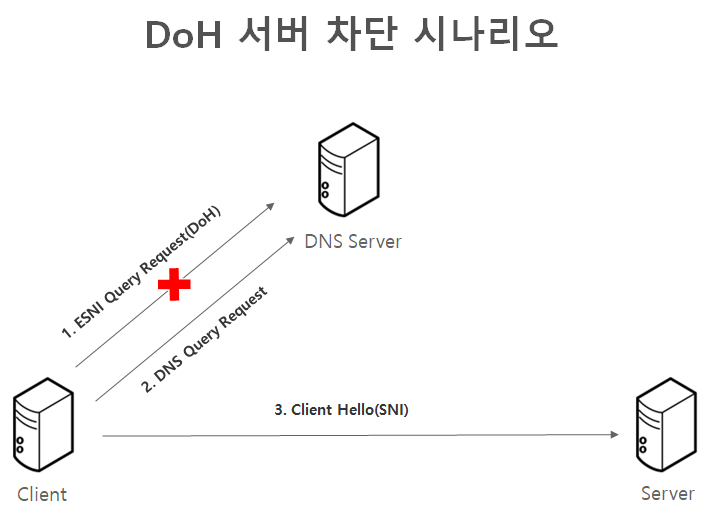 DoH 서버 차단 시나리오
DNS Server
1. ESNI Query Request(DoH)
2. DNS Query Request
3. Client Hello(SNI)
Client
Server